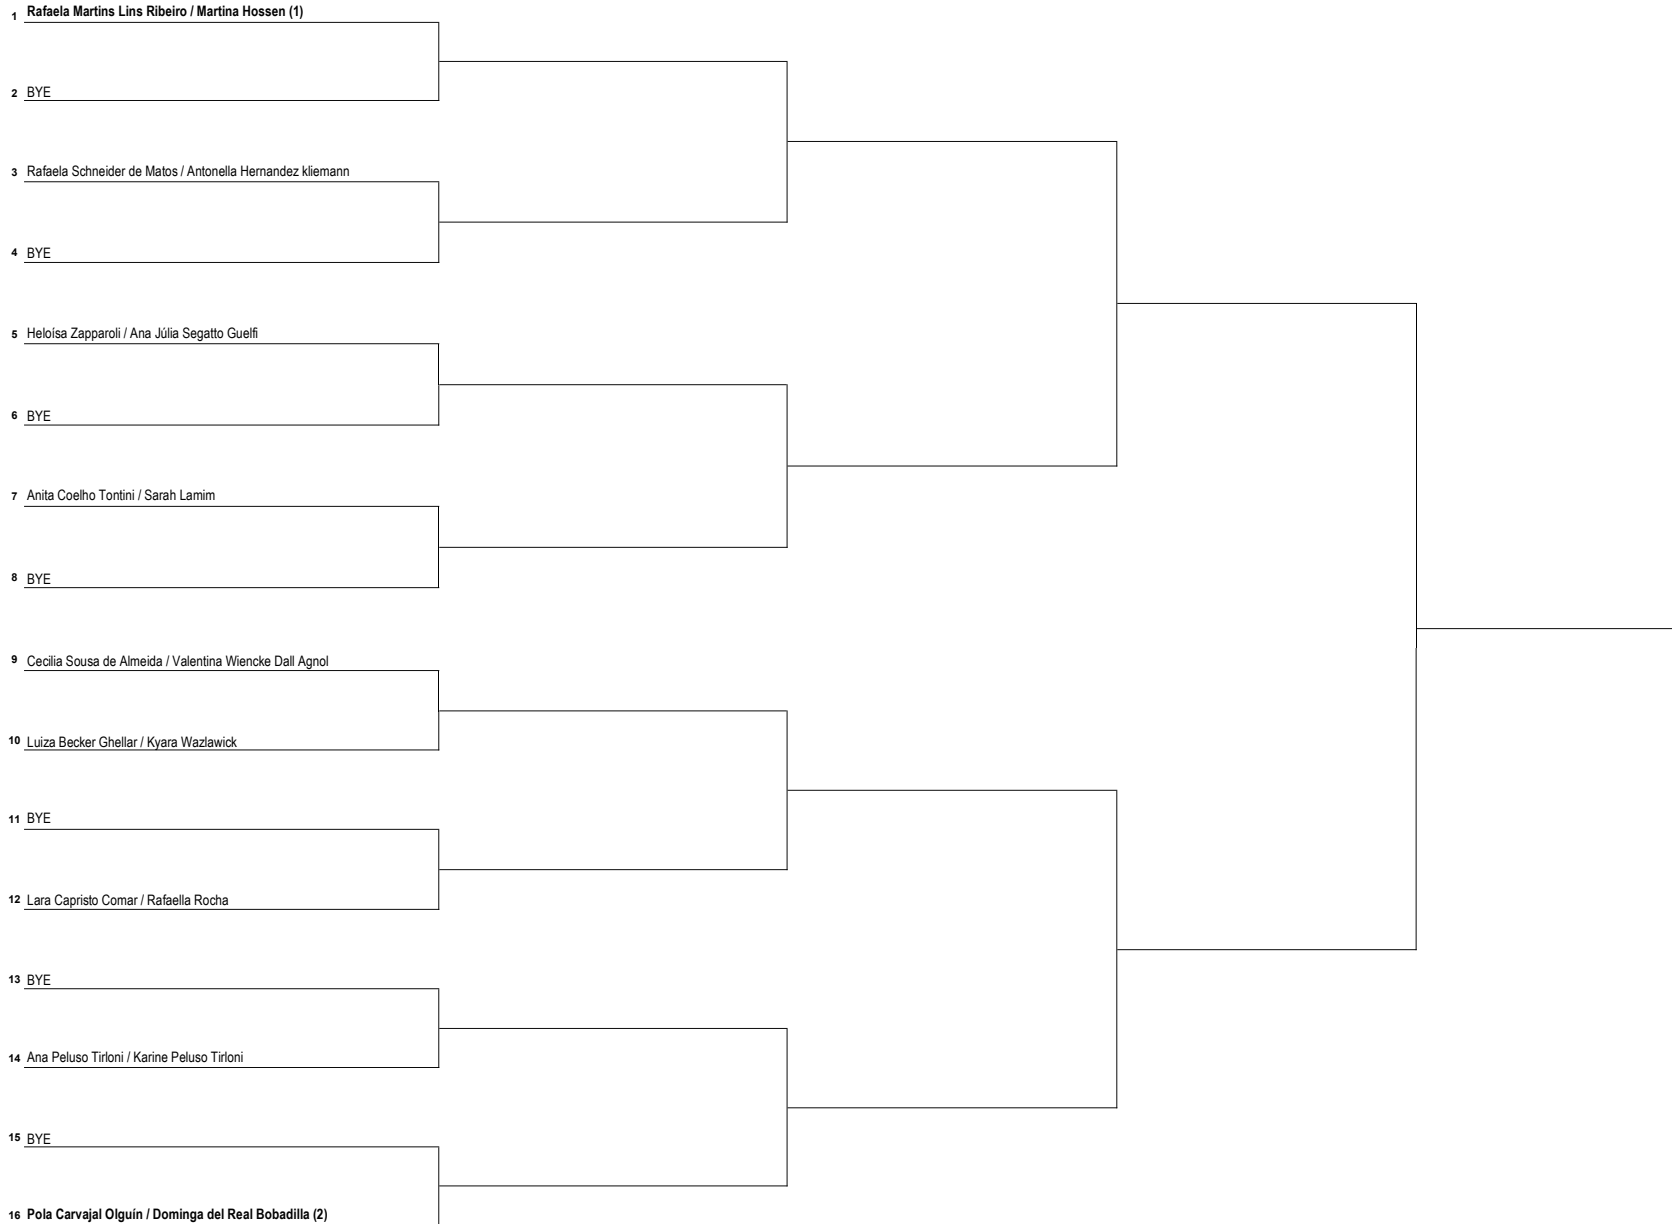 1 Rafaela Martins Lins Ribeiro / Martina Hossen (1)
2 BYE
3 Rafaela Schneider de Matos / Antonella Hernandez kliemann
4 BYE
5 Heloísa Zapparoli / Ana Júlia Segatto Guelfi
6 BYE
7 Anita Coelho Tontini / Sarah Lamim
8 BYE
9 Cecilia Sousa de Almeida / Valentina Wiencke Dall Agnol
10 Luiza Becker Ghellar / Kyara Wazlawick
11 BYE
12 Lara Capristo Comar / Rafaella Rocha
13 BYE
14 Ana Peluso Tirloni / Karine Peluso Tirloni
15 BYE
16 Pola Carvajal Olguín / Dominga del Real Bobadilla (2)